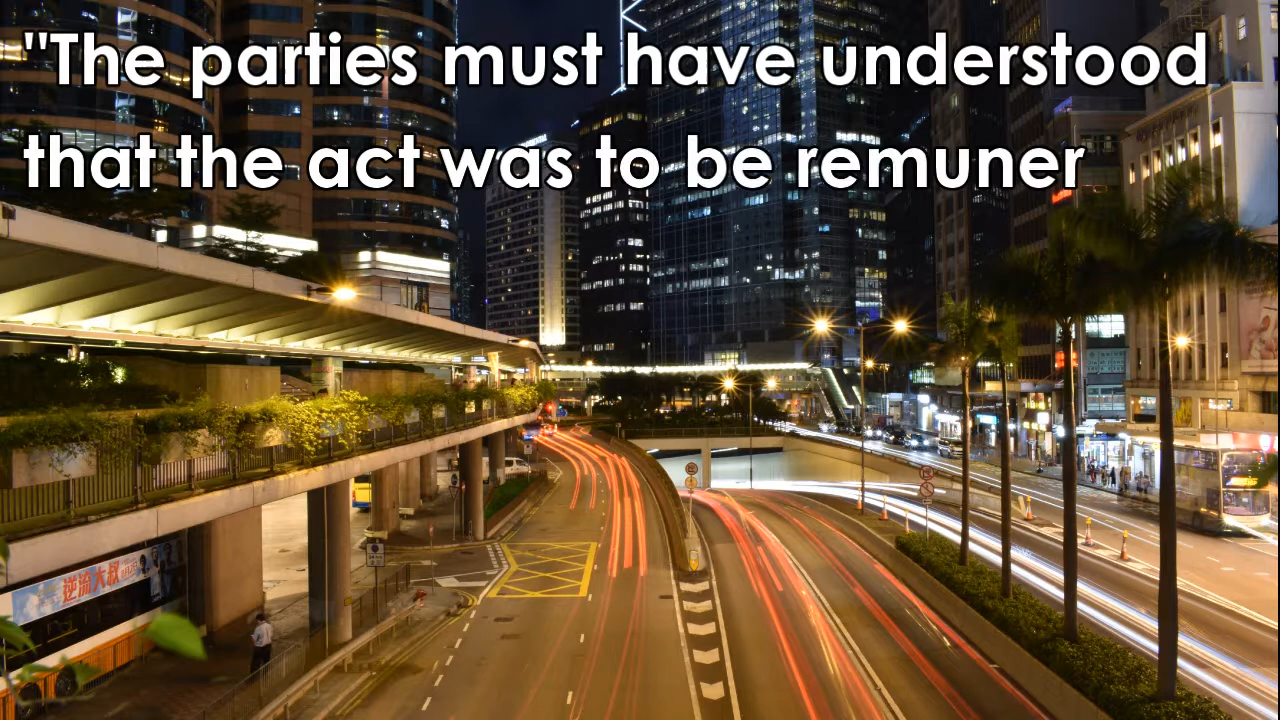 "The parties must have understood
that the act was to be remuner
逆流大叔